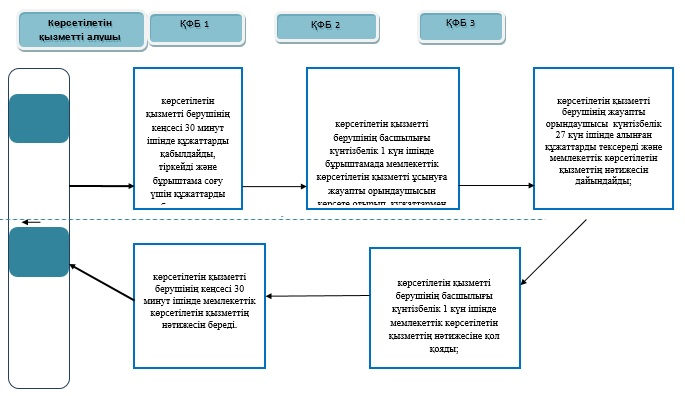 Көрсетілетін
қызметті алушы
ҚФБ 1
ҚФБ 2
ҚФБ 3
көрсетілетін
қызметті берушінің
кеңсесі 30 минут
ішінде құжаттарды
қабылдайды,
тіркейді және
бұрыштама соғу
үшін құжаттарды
көрсетілетін қызметті
берушінің басшылығы
күнтізбелік 1 күн ішінде
бұрыштамада мемлекеттік
көрсетілетін қызметті ұсынуға
жауапты орындаушысын
көрсете отырып, құжаттармен
көрсетілетін қызметті
берушінің жауапты
орындаушысы күнтізбелік
27 күн ішінде алынған
құжаттарды тексереді және
мемлекеттік көрсетілетін
қызметтің нәтижесін
дайындайды;
көрсетілетін қызметті
берушінің кеңсесі 30
минут ішінде мемлекеттік
көрсетілетін қызметтің
нәтижесін береді.
көрсетілетін қызметті
берушінің басшылығы
күнтізбелік 1 күн ішінде
мемлекеттік көрсетілетін
қызметтің нәтижесіне қол
қояды;